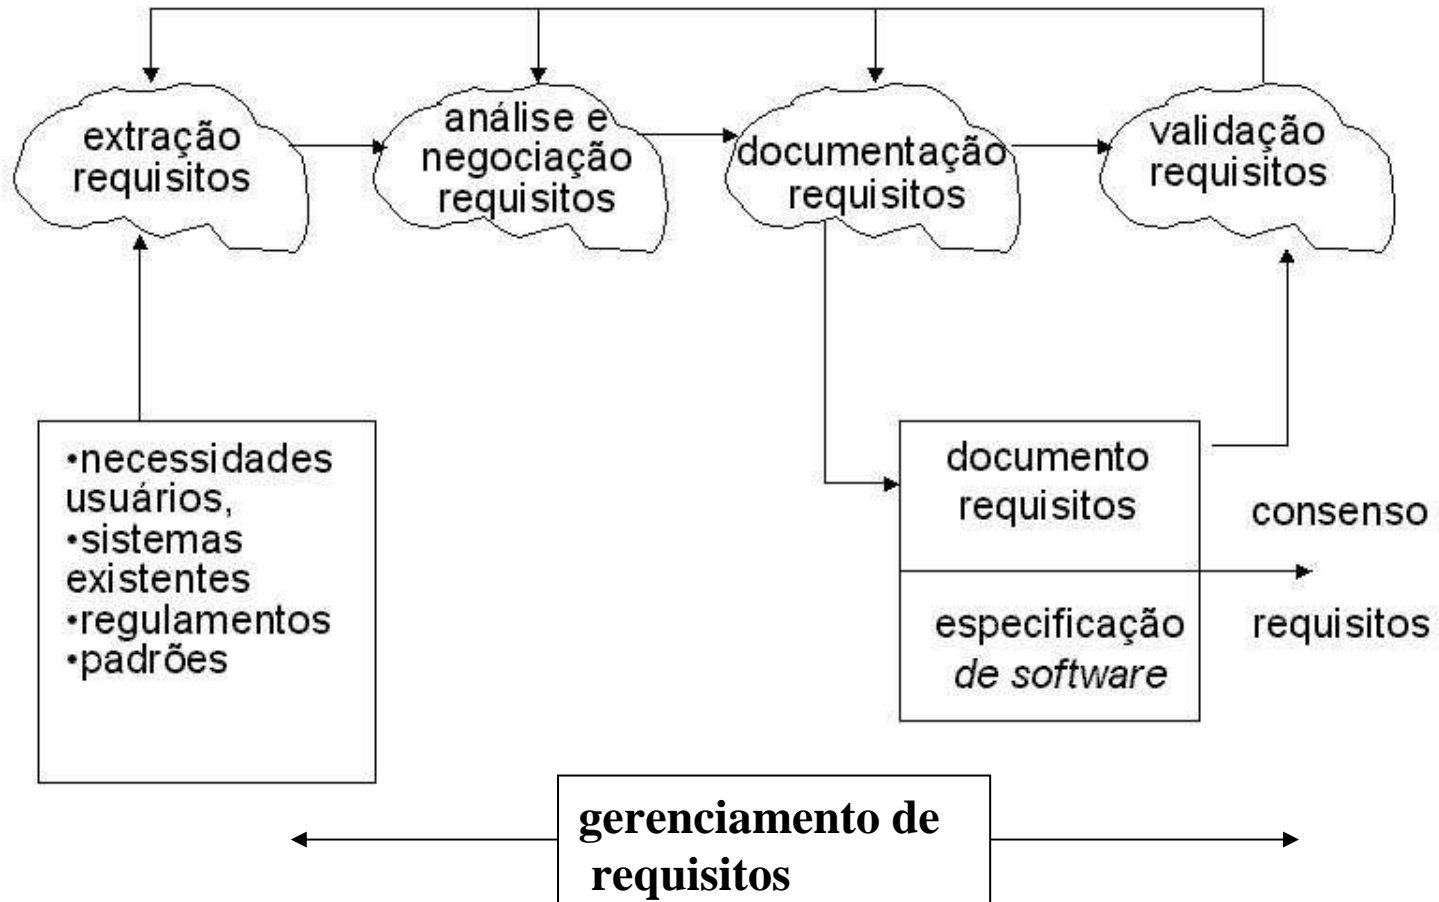 extração
requisitos
análise e
negociação
requisitos
documentação
requisitos
validação
requisitos
•necessidades
usuários,
•sistemas
existentes
•regulamentos
•padrões
documento
requisitos
especificação
de software
consenso
requisitos
gerenciamento de
requisitos